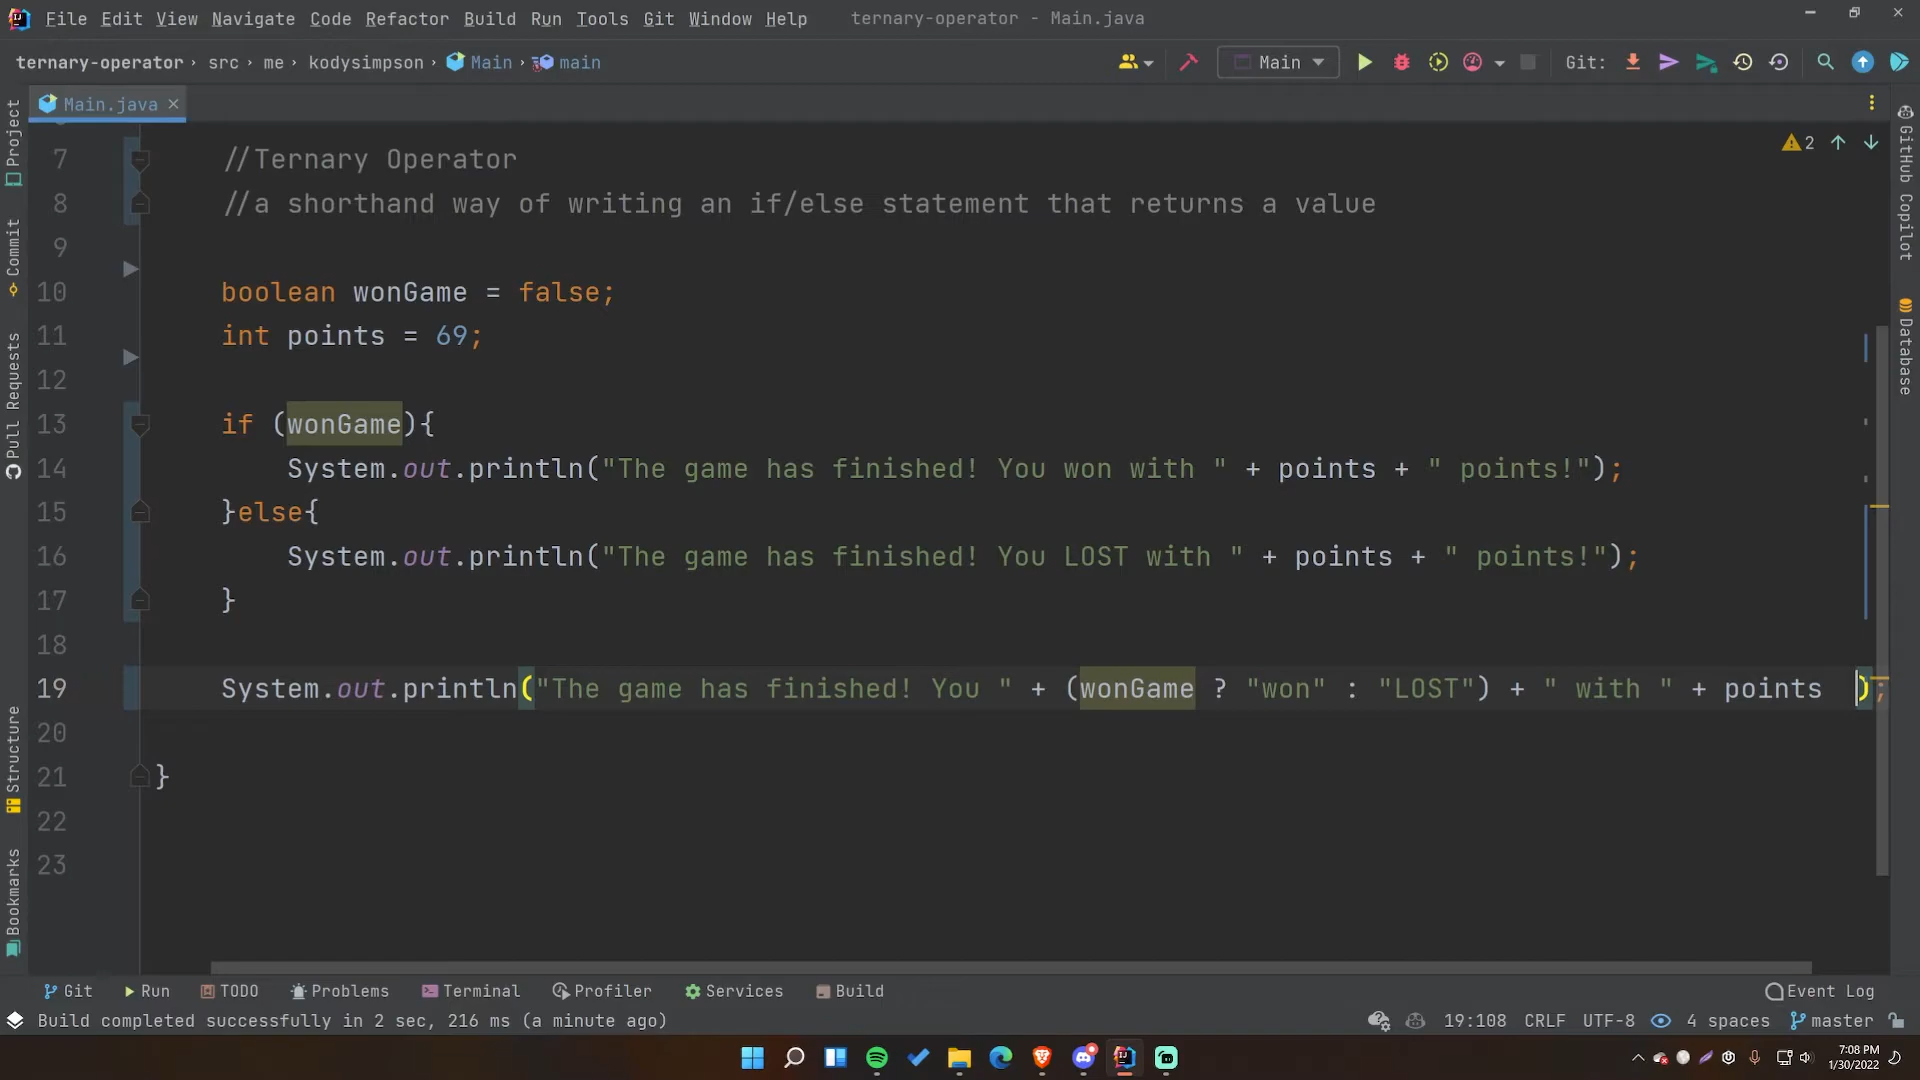 File Edit View Navigate Code Refactor Build Run Tools Git Window Help ternary-operator - Main.java
ternary-operator › src › me › kodysimpson › Main › main
Main
Git:
Main.java
Project
Commit
Pull Requests
Structure
Bookmarks
7 //Ternary Operator
2
8 //a shorthand way of writing an if/else statement that returns a value
9
10 boolean wonGame = false;
11 int points = 69;
12
13 if (wonGame){
14 System.out.println("The game has finished! You won with " + points + " points!");
15 }else{
16 System.out.println("The game has finished! You LOST with " + points + " points!");
17 }
18
19 System.out.println("The game has finished! You " + (wonGame ? "won" : "LOST") + " with " + points );
20
21 }
22
23
GitHub Copilot
Database
Git Run TODO Problems Terminal Profiler Services Build Event Log
Build completed successfully in 2 sec, 216 ms (a minute ago) 19:108 CRLF UTF-8 4 spaces master
7:08 PM
1/30/2022